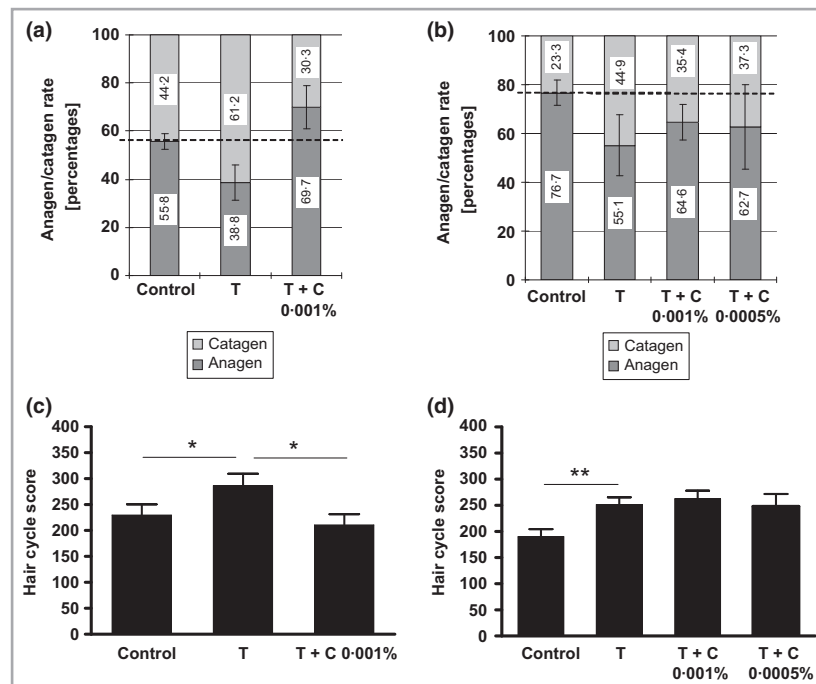 (a)
100
80
60
40
20
0
Anagen/catagen rate
[percentages]
44·2
55·8
61·2
38·8
30·3
69·7
Control T T + C
0·001%
Catagen
Anagen
(b)
100
80
60
40
20
0
Anagen/catagen rate
[percentages]
23·3
76·7
44·9
55·1
35·4
64·6
37·3
62·7
Control T T + C T + C
0·001% 0·0005%
Catagen
Anagen
(c)
400
350
300
250
200
150
100
50
0
Hair cycle score
* *
Control T T + C 0·001%
(d)
400
350
300
250
200
150
100
50
0
Hair cycle score
**
Control T T + C T + C
0·001% 0·0005%